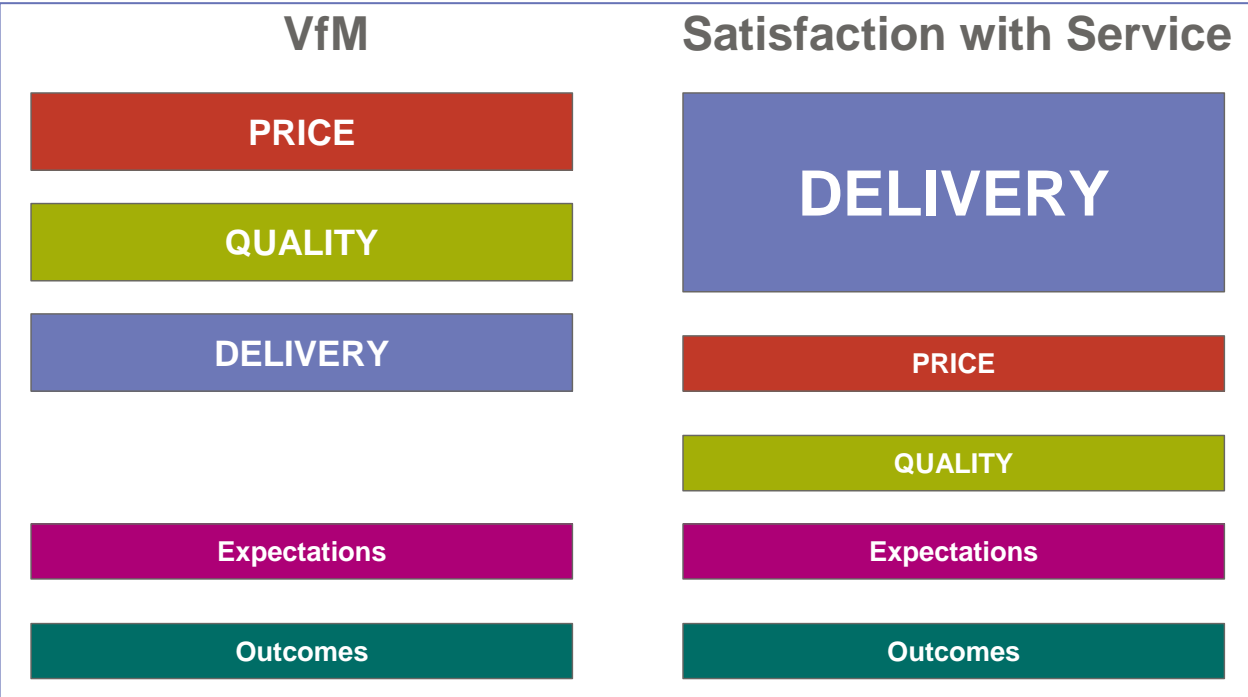 VfM
PRICE
QUALITY
DELIVERY
Expectations
Outcomes
Satisfaction with Service
DELIVERY
PRICE
QUALITY
Expectations
Outcomes